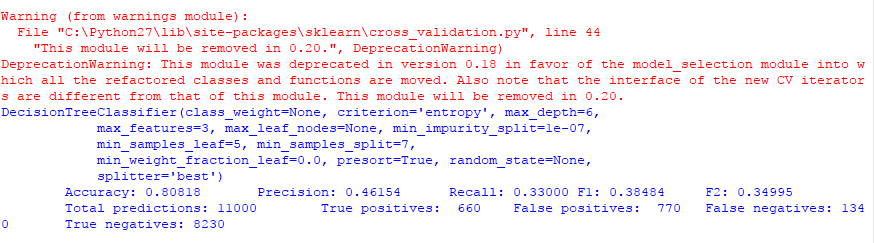 Warning (from warnings module):
  File "C:\Python27\lib\site-packages\sklearn\cross_validation.py", line 44
    "This module will be removed in 0.20.", DeprecationWarning)
DeprecationWarning: This module was deprecated in version 0.18 in favor of the model_selection module into w
hich all the refactored classes and functions are moved. Also note that the interface of the new CV iterator
s are different from that of this module. This module will be removed in 0.20.
DecisionTreeClassifier(class_weight=None, criterion='entropy', max_depth=6,
            max_features=3, max_leaf_nodes=None, min_impurity_split=1e-07,
            min_samples_leaf=5, min_samples_split=7,
            min_weight_fraction_leaf=0.0, presort=True, random_state=None,
            splitter='best')
        Accuracy: 0.80818       Precision: 0.46154      Recall: 0.33000 F1: 0.38484     F2: 0.34995
        Total predictions: 11000        True positives:  660    False positives:  770   False negatives: 134
0       True negatives: 8230